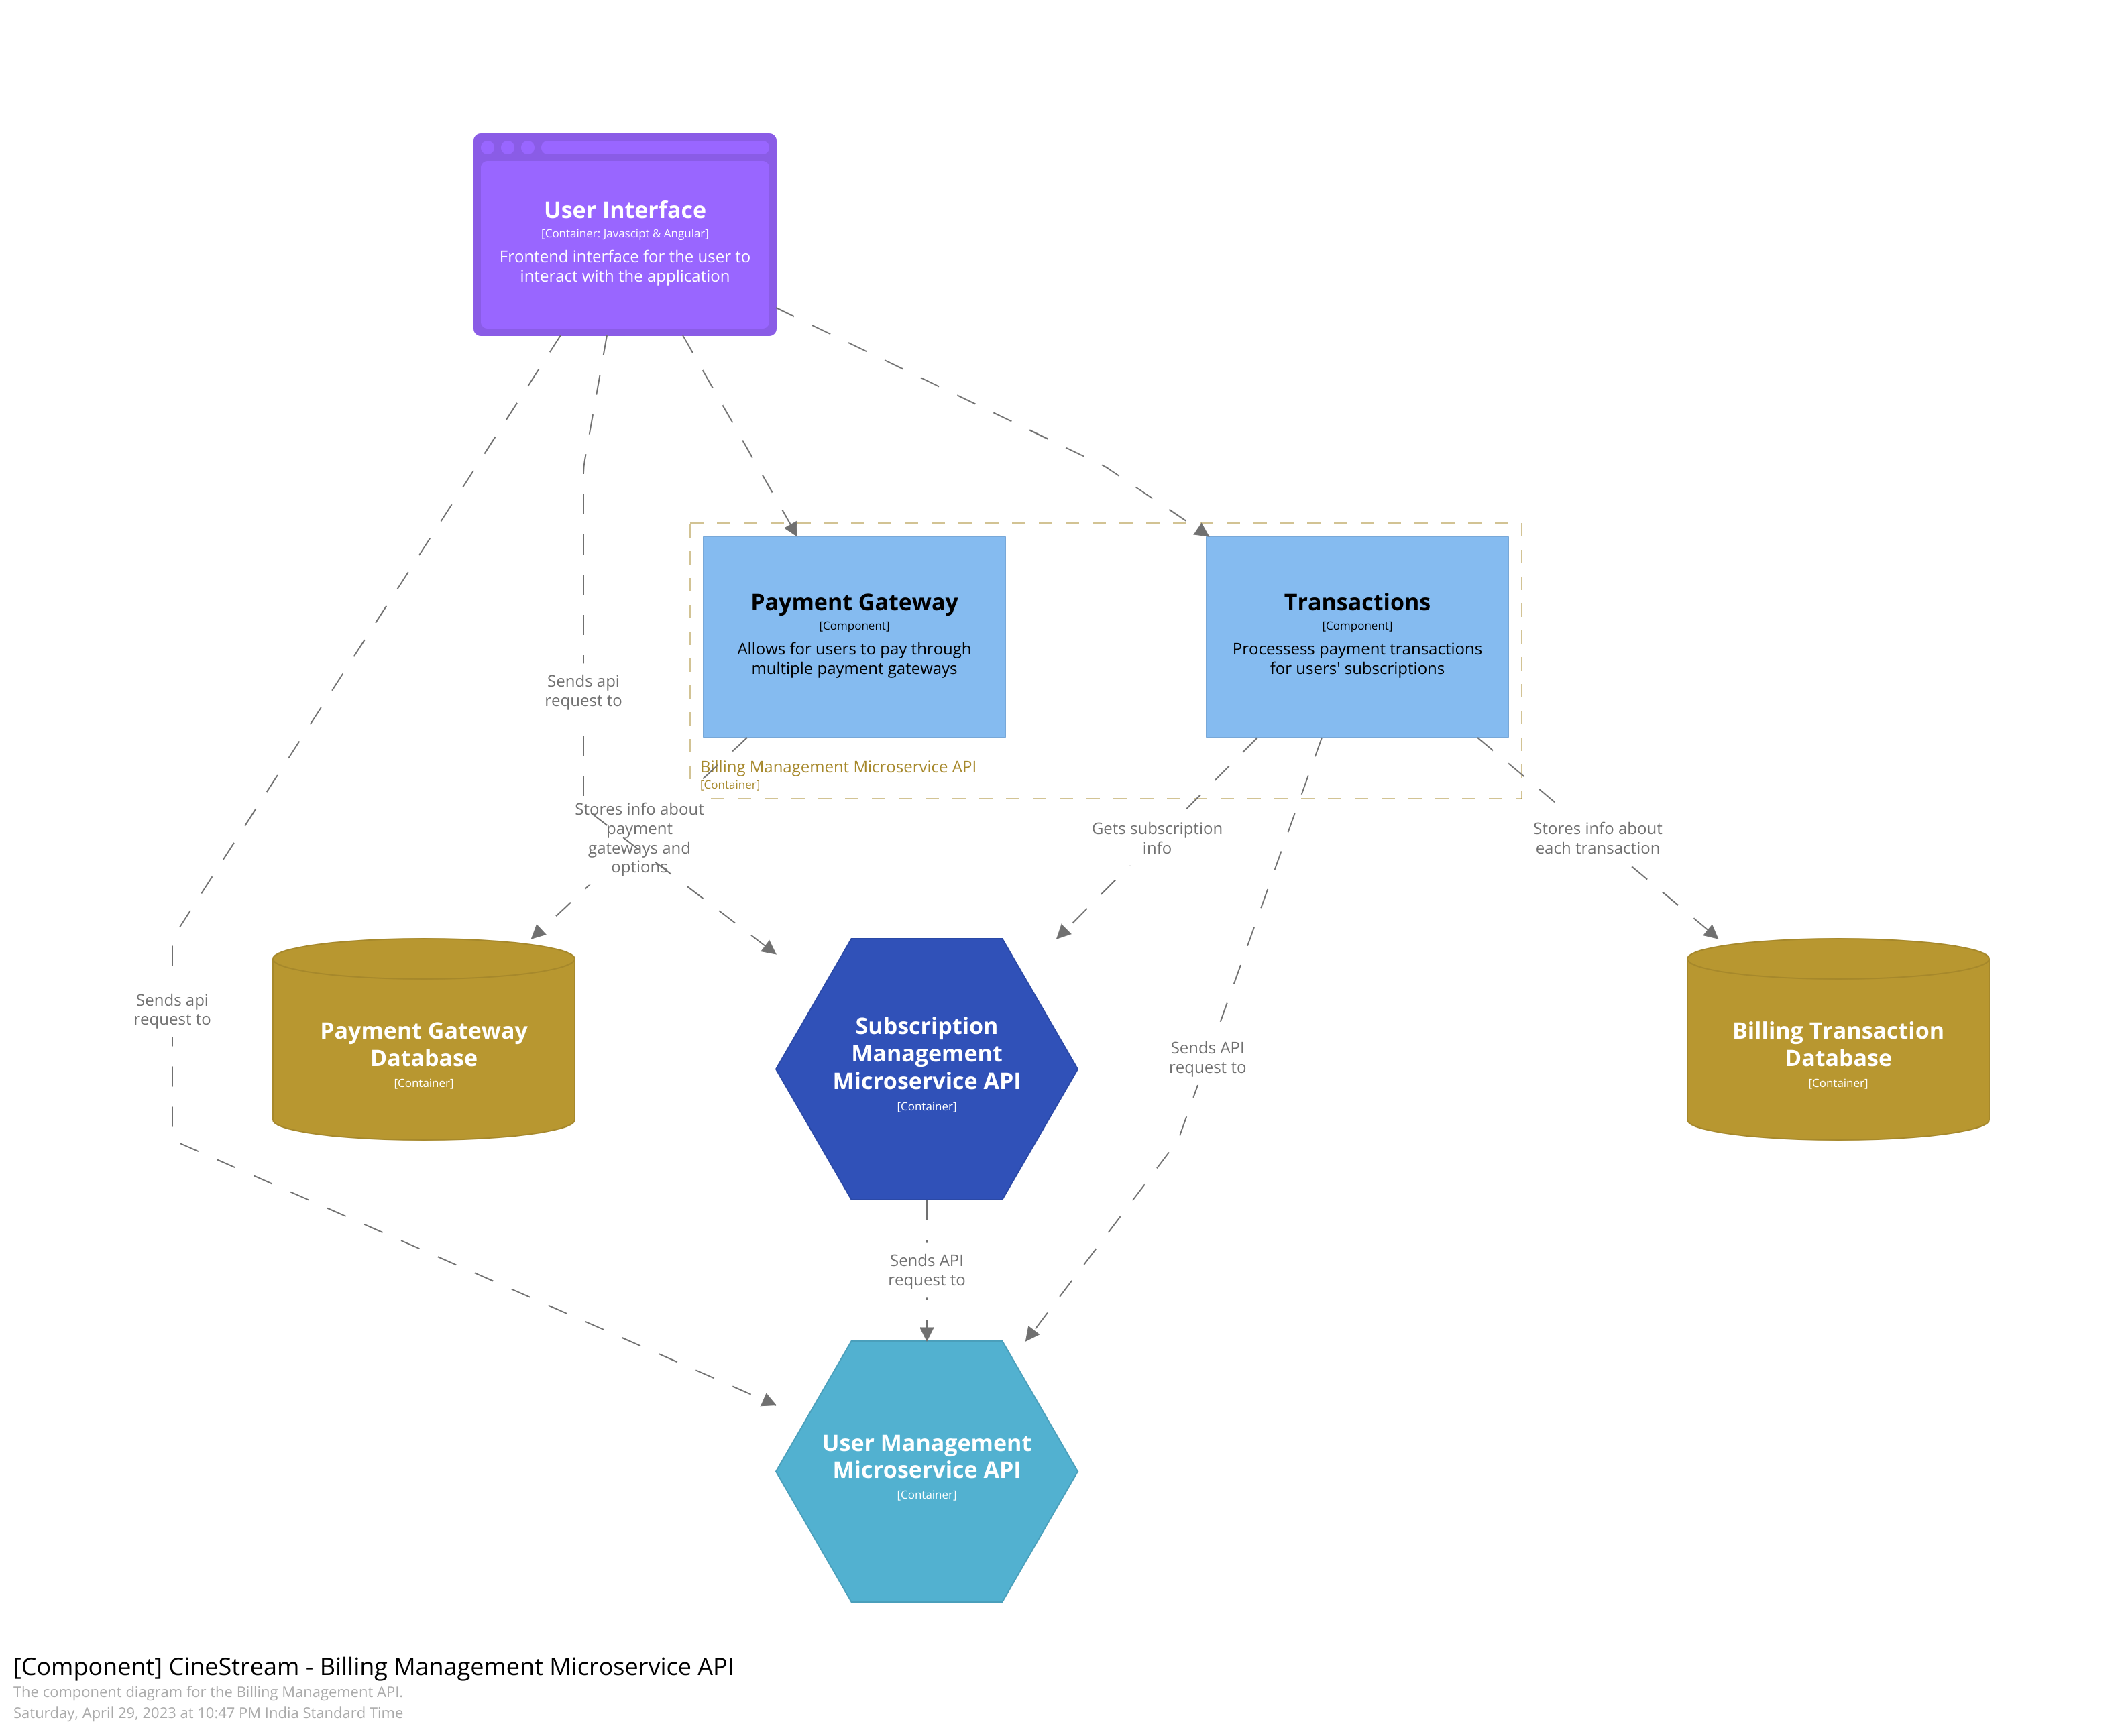 User Interface
[Container: Javascipt & Angular]
Frontend interface for the user to
interact with the application
Payment Gateway
[Component]
Allows for users to pay through
multiple payment gateways
Transactions
[Component]
Processess payment transactions
for users' subscriptions
Sends api
request to
Billing Management Microservice API
[Container]
Stores info about
payment
gateways and
options
Gets subscription
info
Stores info about
each transaction
Sends api
request to
Payment Gateway
Database
[Container]
Subscription
Management
Microservice API
[Container]
Sends API
request to
Billing Transaction
Database
[Container]
Sends API
request to
User Management
Microservice API
[Container]
[Component] CineStream - Billing Management Microservice API
The component diagram for the Billing Management API.
Saturday, April 29, 2023 at 10:47 PM India Standard Time